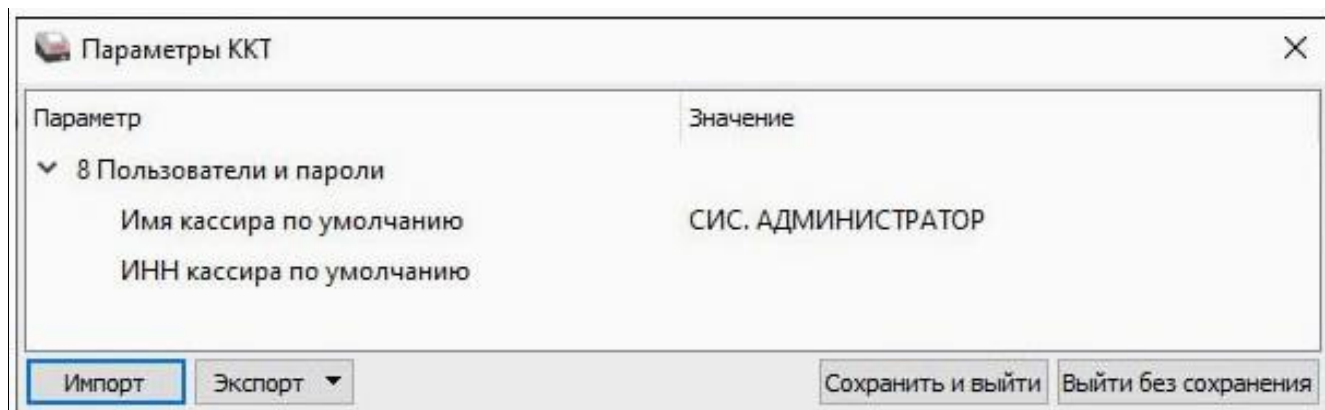 Параметры ККТ
Параметр Значение
8 Пользователи и пароли
Имя кассира по умолчанию СИС. АДМИНИСТРАТОР
ИНН кассира по умолчанию
Импорт Экспорт Сохранить и выйти Выйти без сохранения